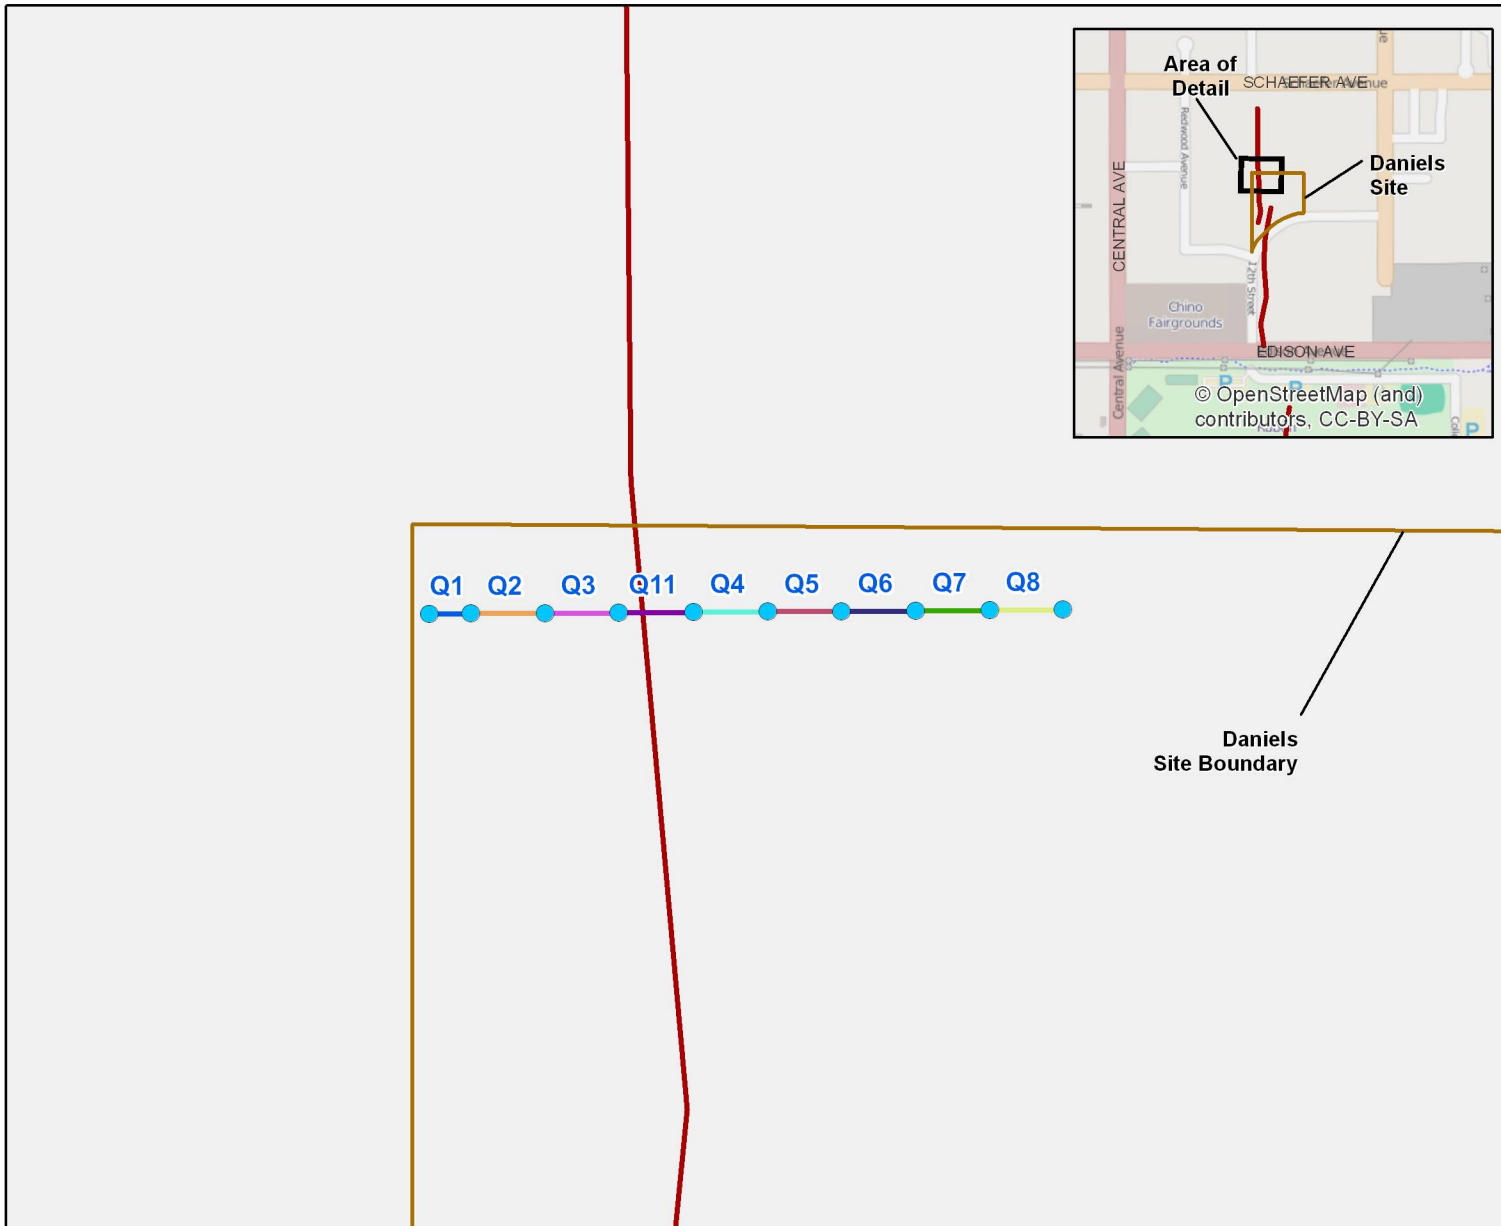 Area of
Detail
SCHAEFER AVE
Redwood Avenue
CENTRAL AVE
Daniels
Site
12th Street
Chino
Fairgrounds
Central Avenue
EDISON AVE
P
P
© OpenStreetMap (and)
contributors, CC-BY-SA
P
Q1
Q2
Q3
Q11
Q4
Q5
Q6
Q7
Q8
Daniels
Site Boundary